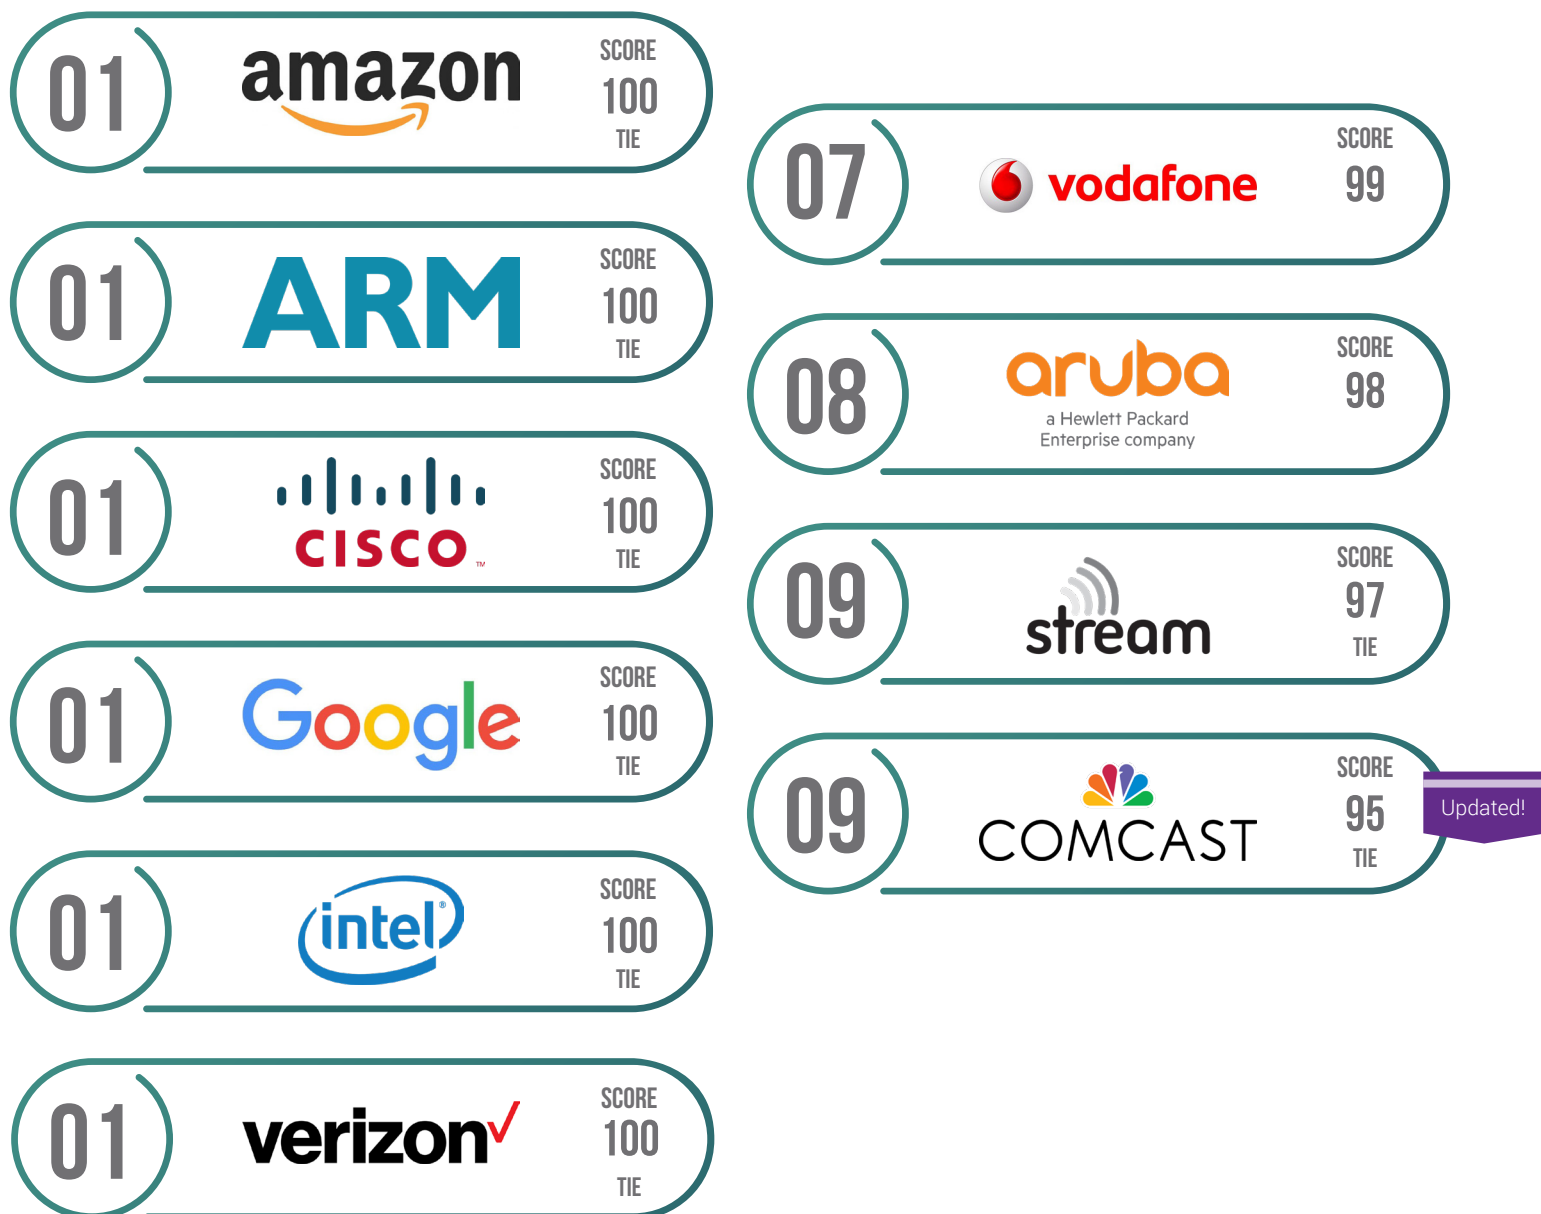 01
amazon
SCORE
100
TIE
01
ARM
SCORE
100
TIE
01
CISCO
TM
SCORE
100
TIE
01
Google
SCORE
100
TIE
01
intel®
SCORE
100
TIE
01
verizon
SCORE
100
TIE
07
vodafone
SCORE
99
08
aruba
a Hewlett Packard
Enterprise company
SCORE
98
09
stream
SCORE
97
TIE
09
COMCAST
SCORE
95
TIE
Updated!